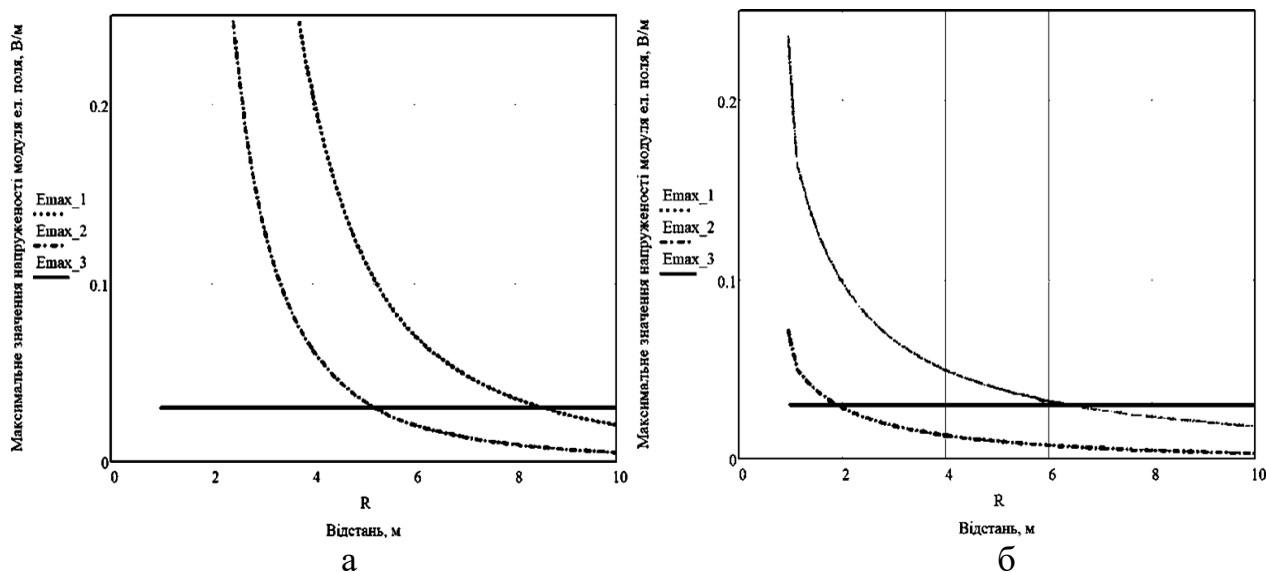 Максимальне значення напруженості модуля ел. поля, В/м
0.2
0.1
0
Emax_1
Emax_2
Emax_3
0 2 4 6 8 10
R
Відстань, м
а
Максимальне значення напруженості модуля ел. поля, В/м
0.2
0.1
0
Emax_1
Emax_2
Emax_3
0 2 4 6 8 10
R
Відстань, м
б